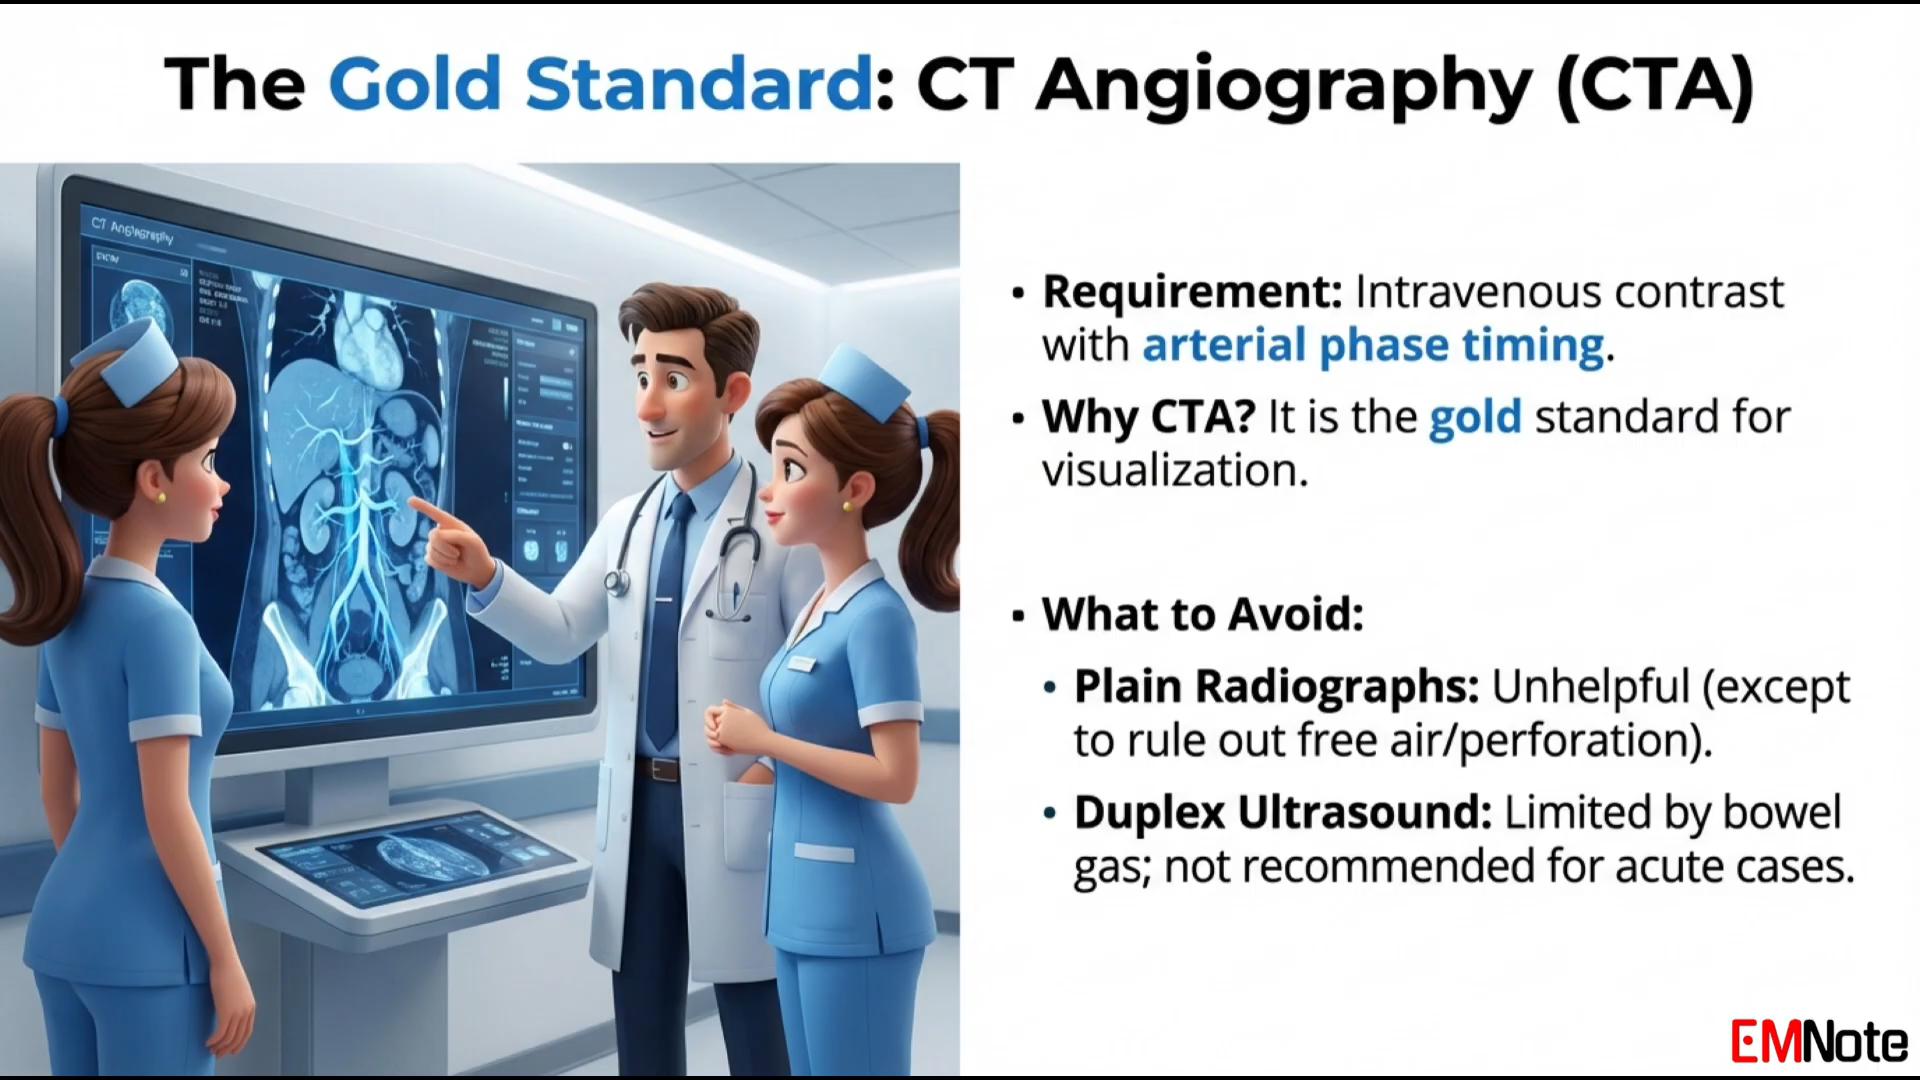 The Gold Standard: CT Angiography (CTA)
CT Angiography
• Requirement: Intravenous contrast
with arterial phase timing.
• Why CTA? It is the gold standard for
visualization.
• What to Avoid:
• Plain Radiographs: Unhelpful (except
to rule out free air/perforation).
• Duplex Ultrasound: Limited by bowel
gas; not recommended for acute cases.
EMNote